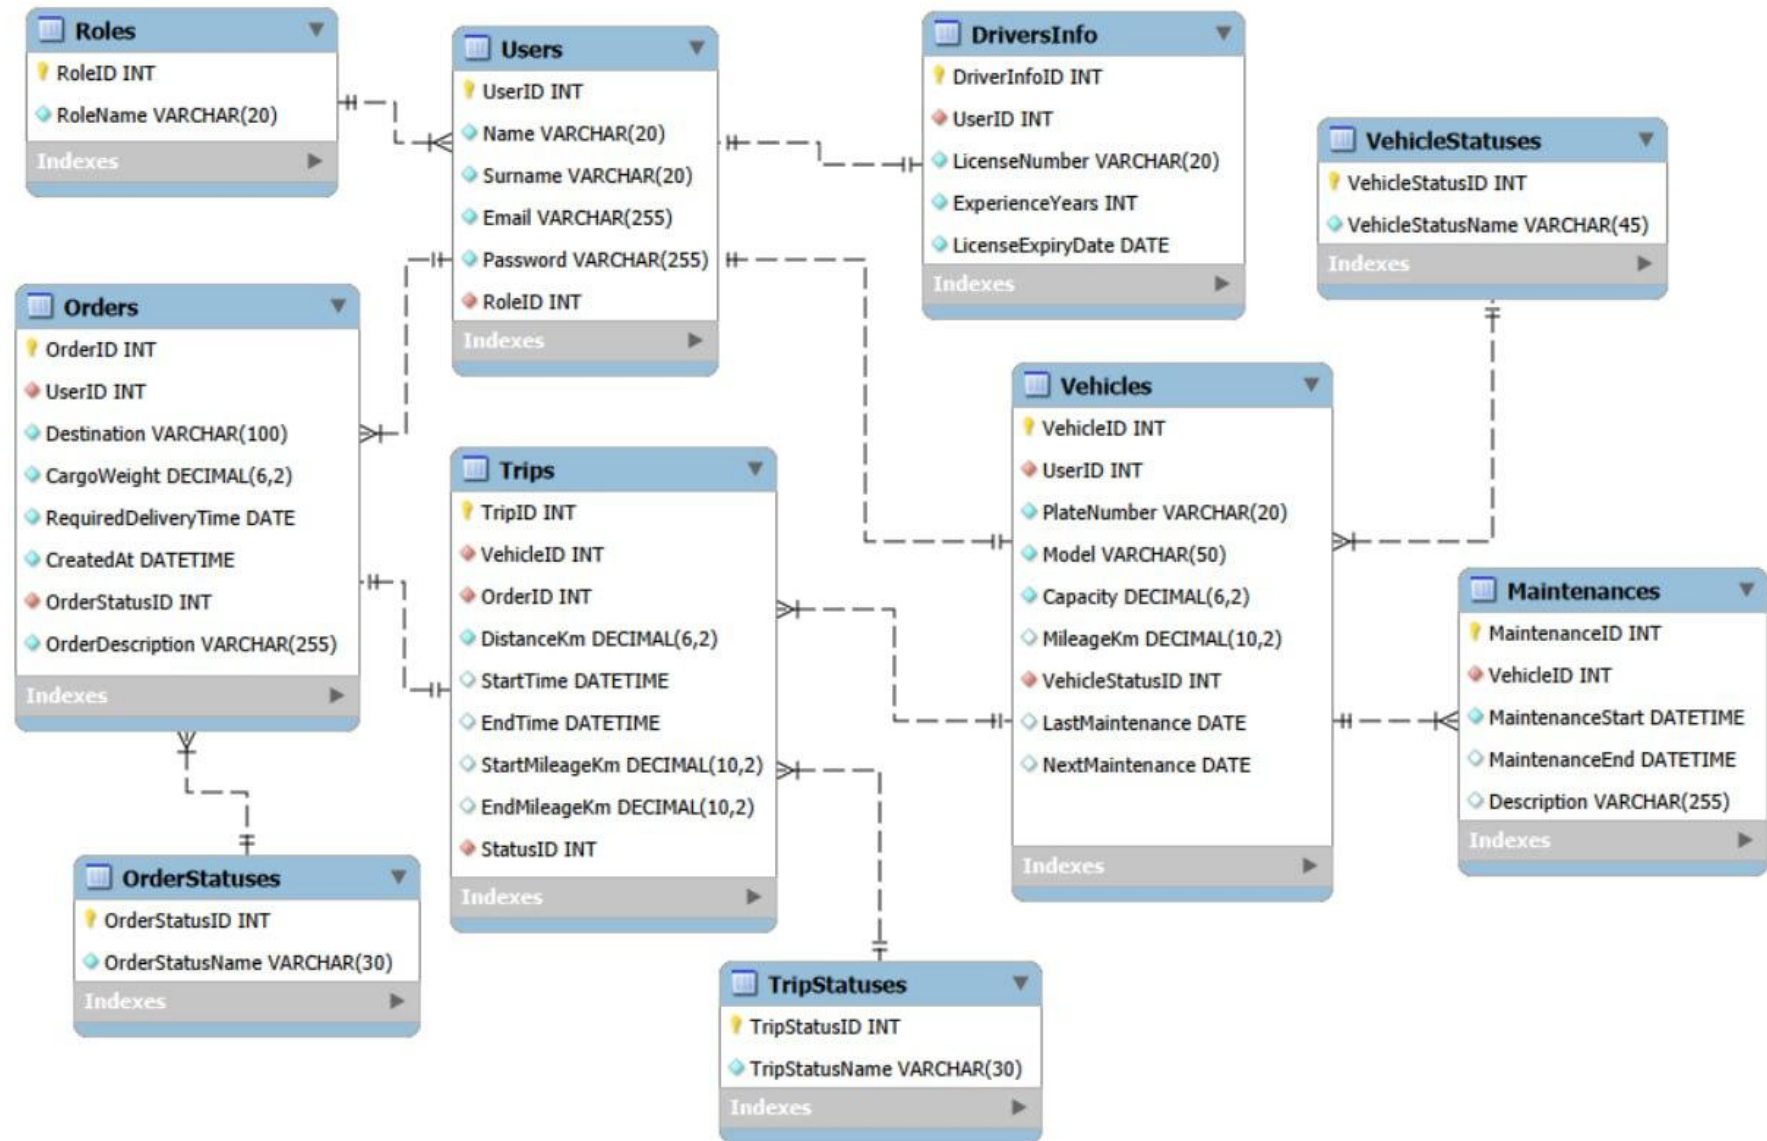 Roles
RoleID INT
RoleName VARCHAR(20)
Indexes
Users
UserID INT
Name VARCHAR(20)
Surname VARCHAR(20)
Email VARCHAR(255)
Password VARCHAR(255)
RoleID INT
Indexes
DriversInfo
DriverInfoID INT
UserID INT
LicenseNumber VARCHAR(20)
ExperienceYears INT
LicenseExpiryDate DATE
Indexes
VehicleStatuses
VehicleStatusID INT
VehicleStatusName VARCHAR(45)
Indexes
Orders
OrderID INT
UserID INT
Destination VARCHAR(100)
CargoWeight DECIMAL(6,2)
RequiredDeliveryTime DATE
CreatedAt DATETIME
OrderStatusID INT
OrderDescription VARCHAR(255)
Indexes
Trips
TripID INT
VehicleID INT
OrderID INT
DistanceKm DECIMAL(6,2)
StartTime DATETIME
EndTime DATETIME
StartMileageKm DECIMAL(10,2)
EndMileageKm DECIMAL(10,2)
StatusID INT
Indexes
Vehicles
VehicleID INT
UserID INT
PlateNumber VARCHAR(20)
Model VARCHAR(50)
Capacity DECIMAL(6,2)
MileageKm DECIMAL(10,2)
VehicleStatusID INT
LastMaintenance DATE
NextMaintenance DATE
Indexes
Maintenances
MaintenanceID INT
VehicleID INT
MaintenanceStart DATETIME
MaintenanceEnd DATETIME
Description VARCHAR(255)
Indexes
OrderStatuses
OrderStatusID INT
OrderStatusName VARCHAR(30)
Indexes
TripStatuses
TripStatusID INT
TripStatusName VARCHAR(30)
Indexes